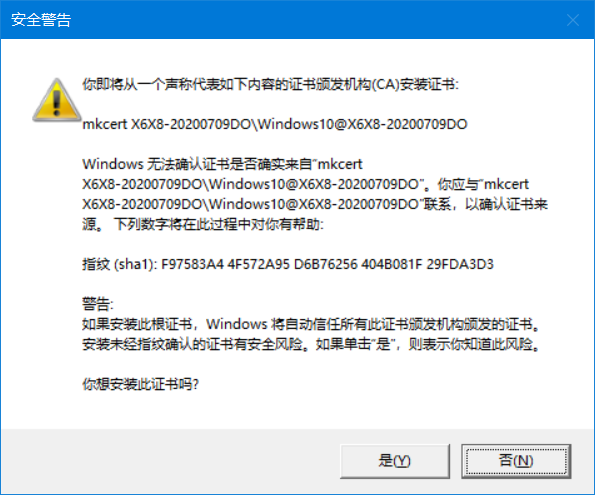 安全警告
你即将从一个声称代表如下内容的证书颁发机构(CA)安装证书:
mkcert X6X8-20200709DO\Windows10@X6X8-20200709DO
Windows 无法确认证书是否确实来自“mkcert
X6X8-20200709DO\Windows10@X6X8-20200709DO”。你应与“mkcert
X6X8-20200709DO\Windows10@X6X8-20200709DO”联系，以确认证书来
源。 下列数字将在此过程中对你有帮助:
指纹 (sha1): F97583A4 4F572A95 D6B76256 404B081F 29FDA3D3
警告:
如果安装此根证书，Windows 将自动信任所有此证书颁发机构颁发的证书。
安装未经指纹确认的证书有安全风险。如果单击“是”，则表示你知道此风险。
你想安装此证书吗?
是(Y)
否(N)